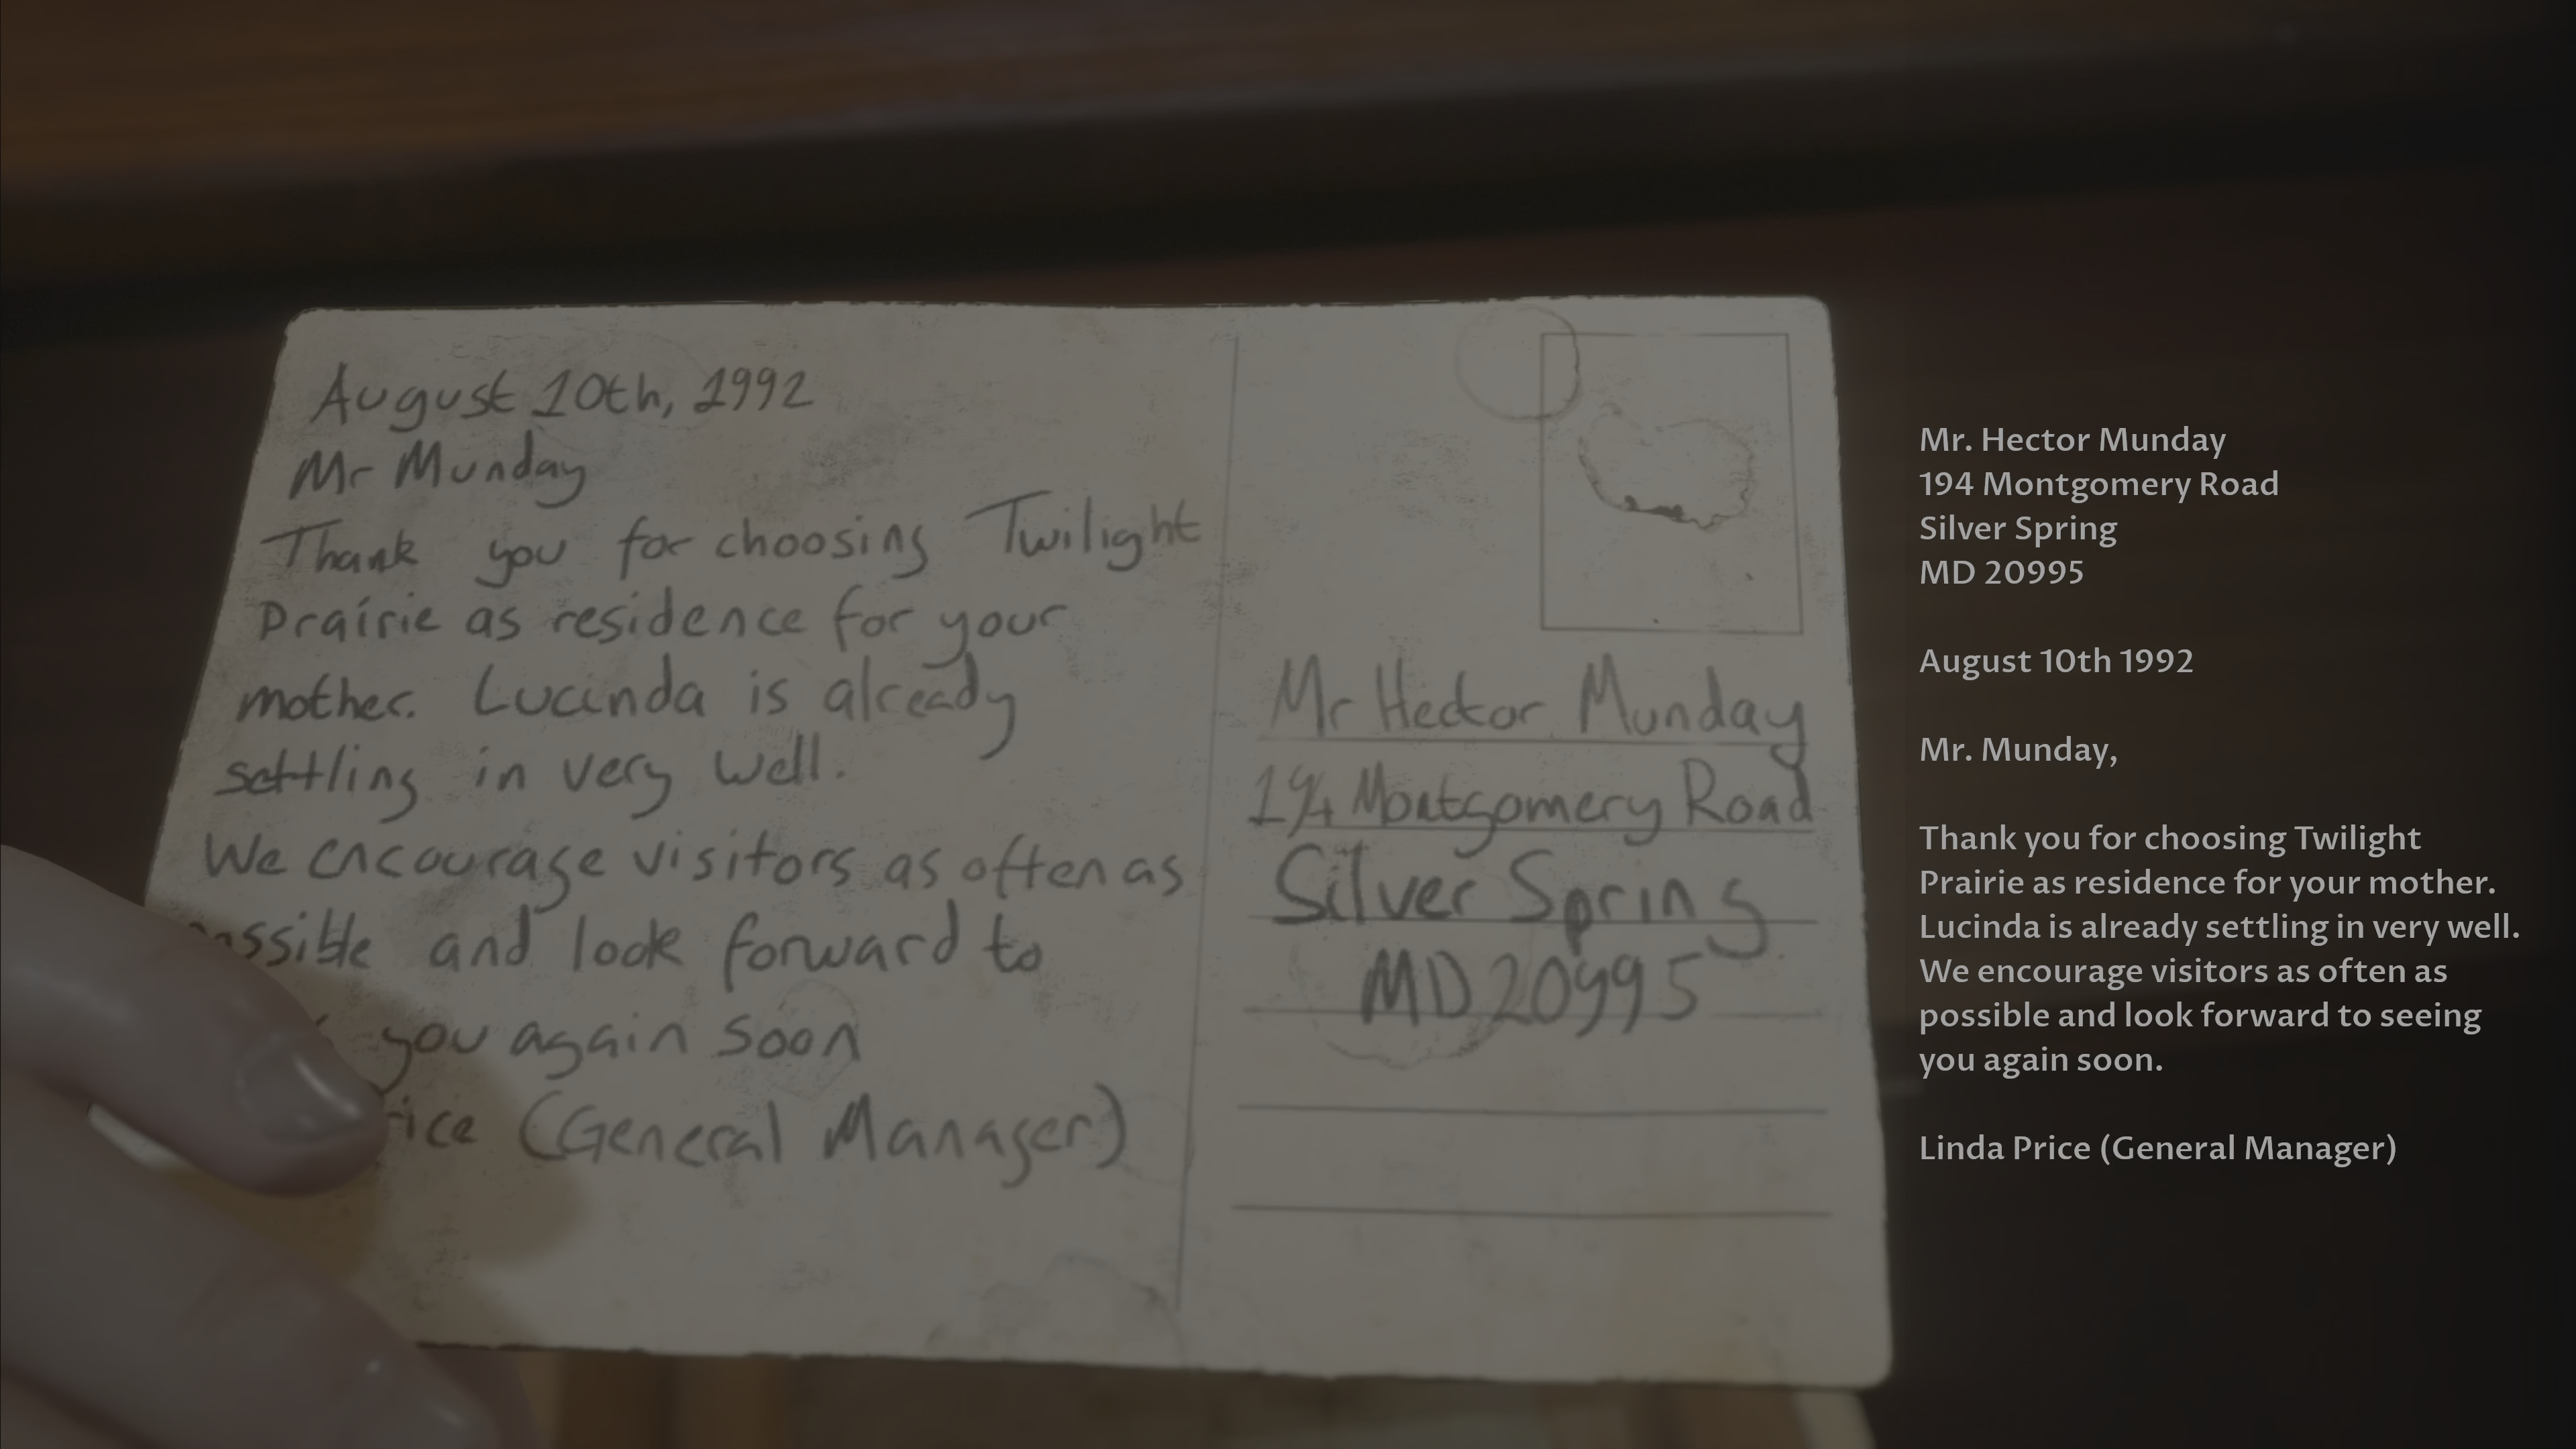 August 10th, 1992
Mr Munday
Thank you for choosing Twilight
Prairie as residence for your
mother. Lucinda is already
settling in very well.
We encourage visitors as often as
possible and look forward to
you again soon
rice (General Manager)
Mr Hector Munday
194 Montgomery Road
Silver Spring
MD 20995
Mr. Hector Munday
194 Montgomery Road
Silver Spring
MD 20995
August 10th 1992
Mr. Munday,
Thank you for choosing Twilight
Prairie as residence for your mother.
Lucinda is already settling in very well.
We encourage visitors as often as
possible and look forward to seeing
you again soon.
Linda Price (General Manager)